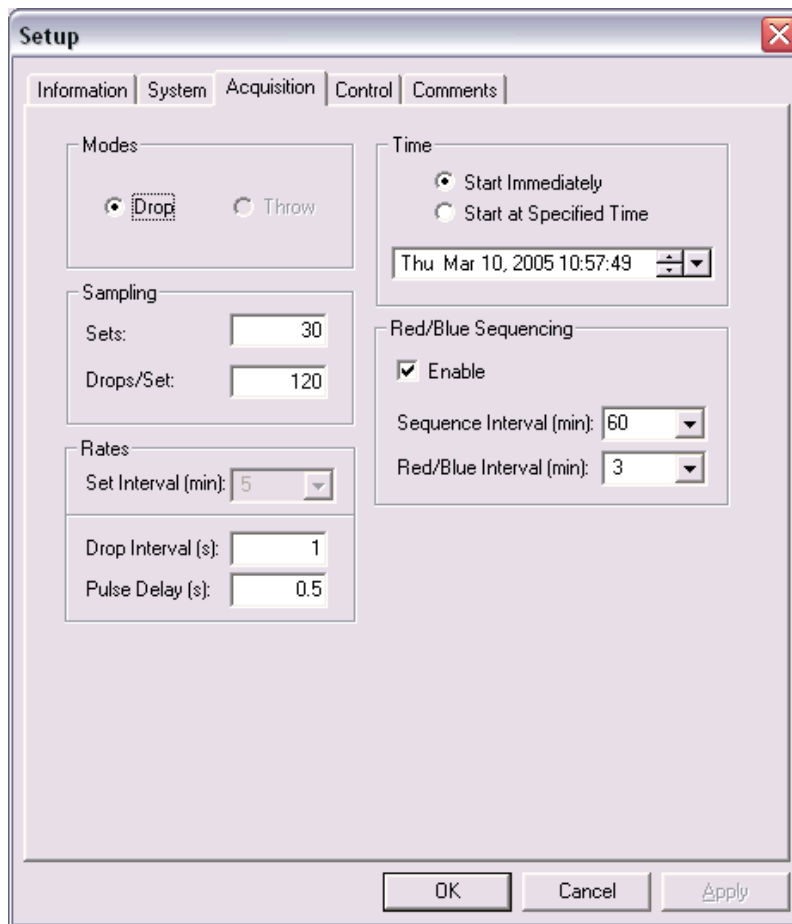 Setup
Information System Acquisition Control Comments
Modes
Drop Throw
Sampling
Sets: 30
Drops/Set: 120
Rates
Set Interval (min): 5
Drop Interval (s): 1
Pulse Delay (s): 0.5
Time
Start Immediately
Start at Specified Time
Thu Mar 10, 2005 10:57:49
Red/Blue Sequencing
Enable
Sequence Interval (min): 60
Red/Blue Interval (min): 3
OK Cancel Apply